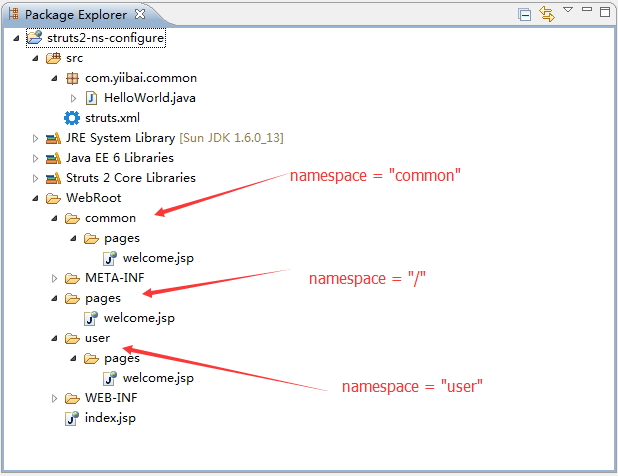 Package Explorer
struts2-ns-configure
src
com.yiibai.common
HelloWorld.java
struts.xml
JRE System Library [Sun JDK 1.6.0_13]
Java EE 6 Libraries
Struts 2 Core Libraries
namespace = "common"
WebRoot
common
pages
welcome.jsp
META-INF
namespace = "/"
pages
welcome.jsp
user
pages
welcome.jsp
namespace = "user"
WEB-INF
index.jsp